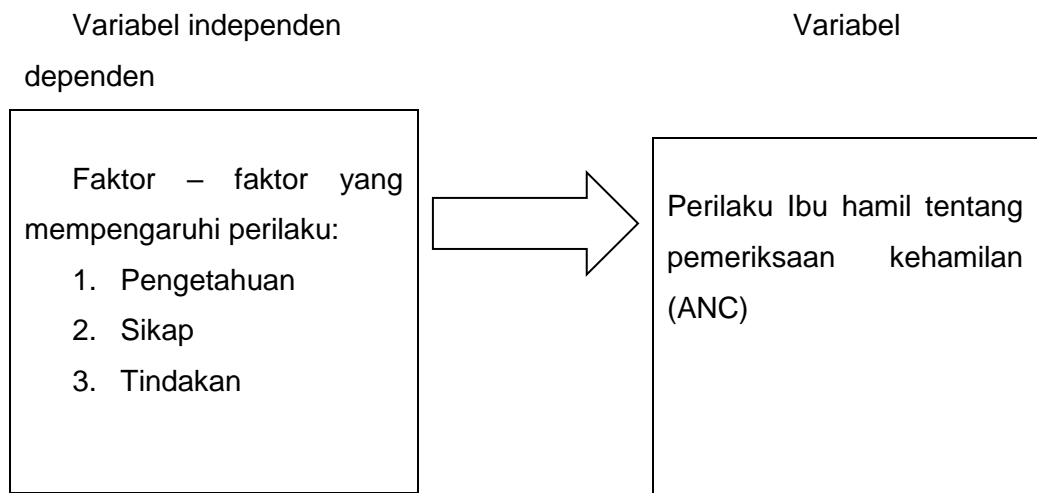 Variabel independen Variabel
dependen
Faktor – faktor yang
mempengaruhi perilaku:
1. Pengetahuan
2. Sikap
3. Tindakan
Perilaku Ibu hamil tentang
pemeriksaan kehamilan
(ANC)